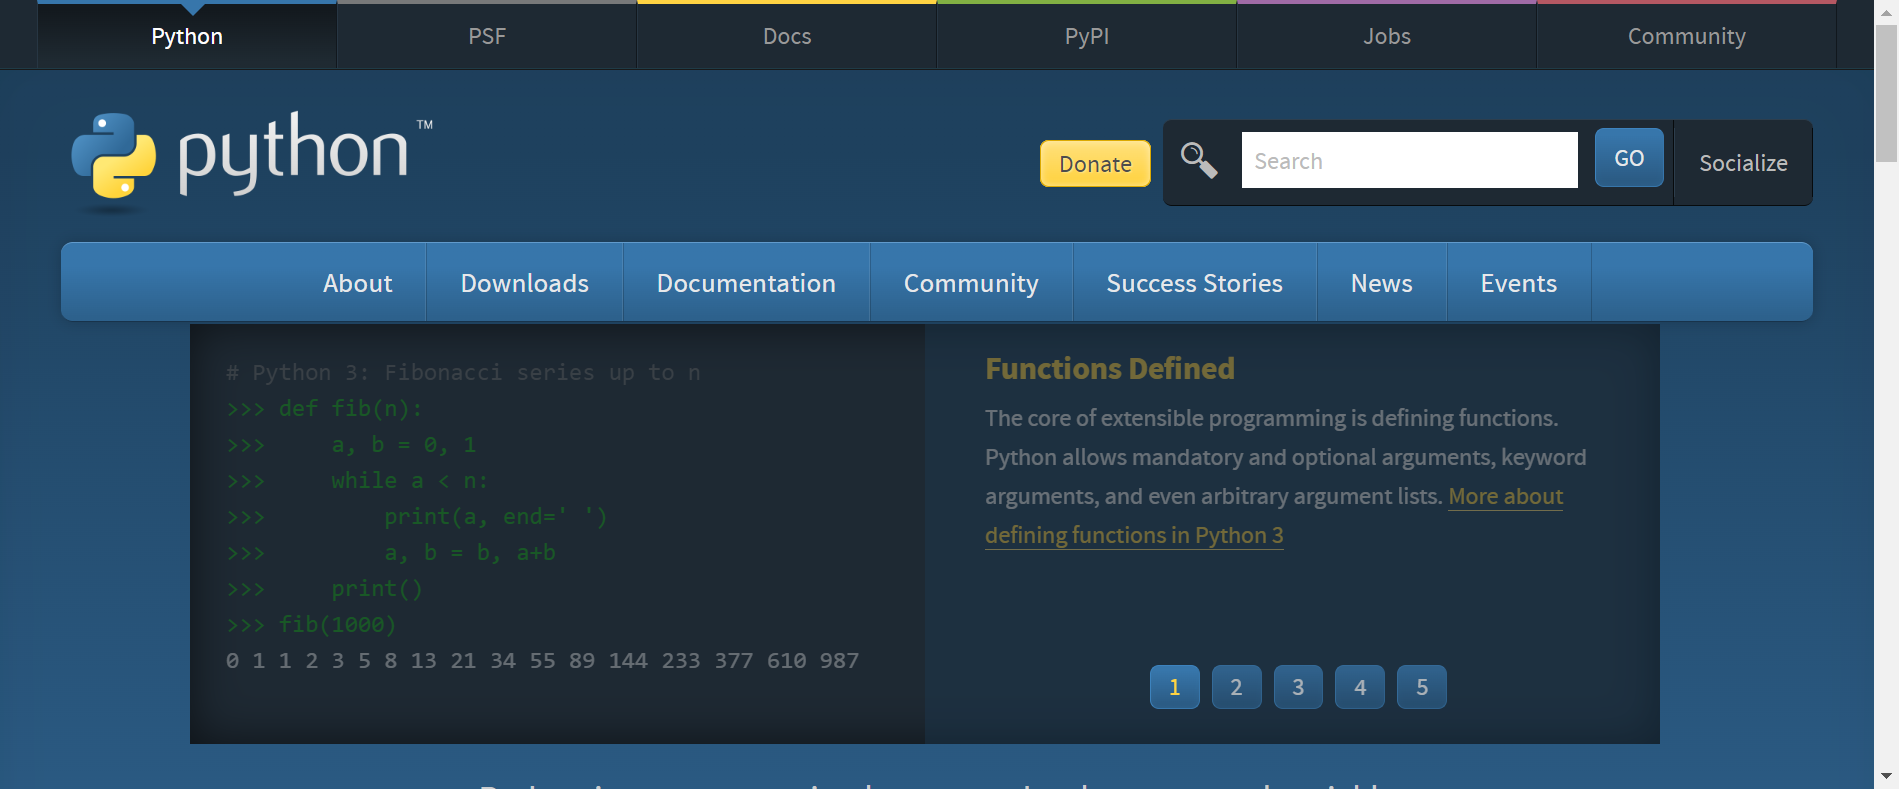 Python PSF Docs PyPI Jobs Community
python™
Donate Search GO Socialize
About Downloads Documentation Community Success Stories News Events
# Python 3: Fibonacci series up to n
>>> def fib(n):
>>>     a, b = 0, 1
>>>     while a < n:
>>>         print(a, end=' ')
>>>         a, b = b, a+b
>>>     print()
>>> fib(1000)
0 1 1 2 3 5 8 13 21 34 55 89 144 233 377 610 987
Functions Defined
The core of extensible programming is defining functions.
Python allows mandatory and optional arguments, keyword
arguments, and even arbitrary argument lists. More about
defining functions in Python 3
1 2 3 4 5